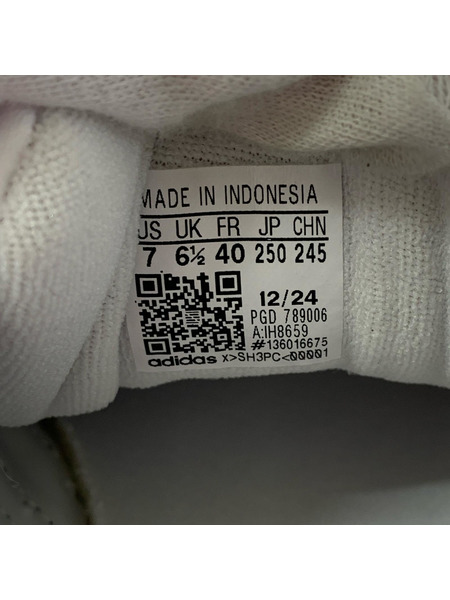 MADE IN INDONESIA
US UK FR JP CHN
7 6½ 40 250 245
12/24
PGD 789006
A:IH8659
#136016675
adidas X>SH3PC<00001